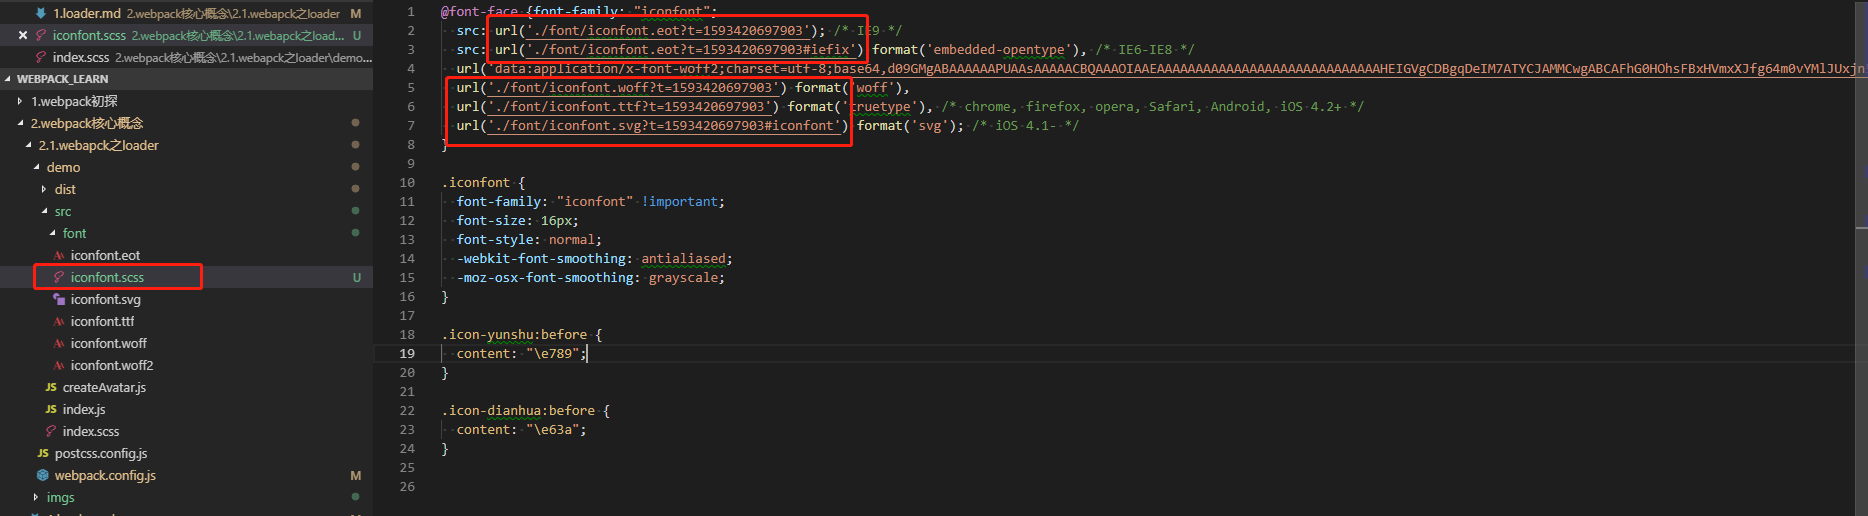 1.loader.md 2.webpack核心概念\2.1.webapck之loader M
iconfont.scss 2.webpack核心概念\2.1.webapck之load... U
index.scss 2.webpack核心概念\2.1.webapck之loader\demo...
WEBPACK_LEARN
1.webpack初探
2.webpack核心概念
2.1.webapck之loader
demo
dist
src
font
iconfont.eot
iconfont.scss U
iconfont.svg
iconfont.ttf
iconfont.woff
iconfont.woff2
JS createAvatar.js
JS index.js
index.scss
JS postcss.config.js
webpack.config.js M
imgs
1 @font-face {font-family: "iconfont";
2 src: url('./font/iconfont.eot?t=1593420697903'); /* IE9 */
3 src: url('./font/iconfont.eot?t=1593420697903#iefix') format('embedded-opentype'), /* IE6-IE8 */
4 url('data:application/x-font-woff2;charset=utf-8;base64,
5 url('./font/iconfont.woff?t=1593420697903') format('woff'),
6 url('./font/iconfont.ttf?t=1593420697903') format('truetype'), /* chrome, firefox, opera, Safari, Android, iOS 4.2+ */
7 url('./font/iconfont.svg?t=1593420697903#iconfont') format('svg'); /* iOS 4.1- */
8 }
9
10 .iconfont {
11 font-family: "iconfont" !important;
12 font-size: 16px;
13 font-style: normal;
14 -webkit-font-smoothing: antialiased;
15 -moz-osx-font-smoothing: grayscale;
16 }
17
18 .icon-yunshu:before {
19 content: "\e789";
20 }
21
22 .icon-dianhua:before {
23 content: "\e63a";
24 }
25
26